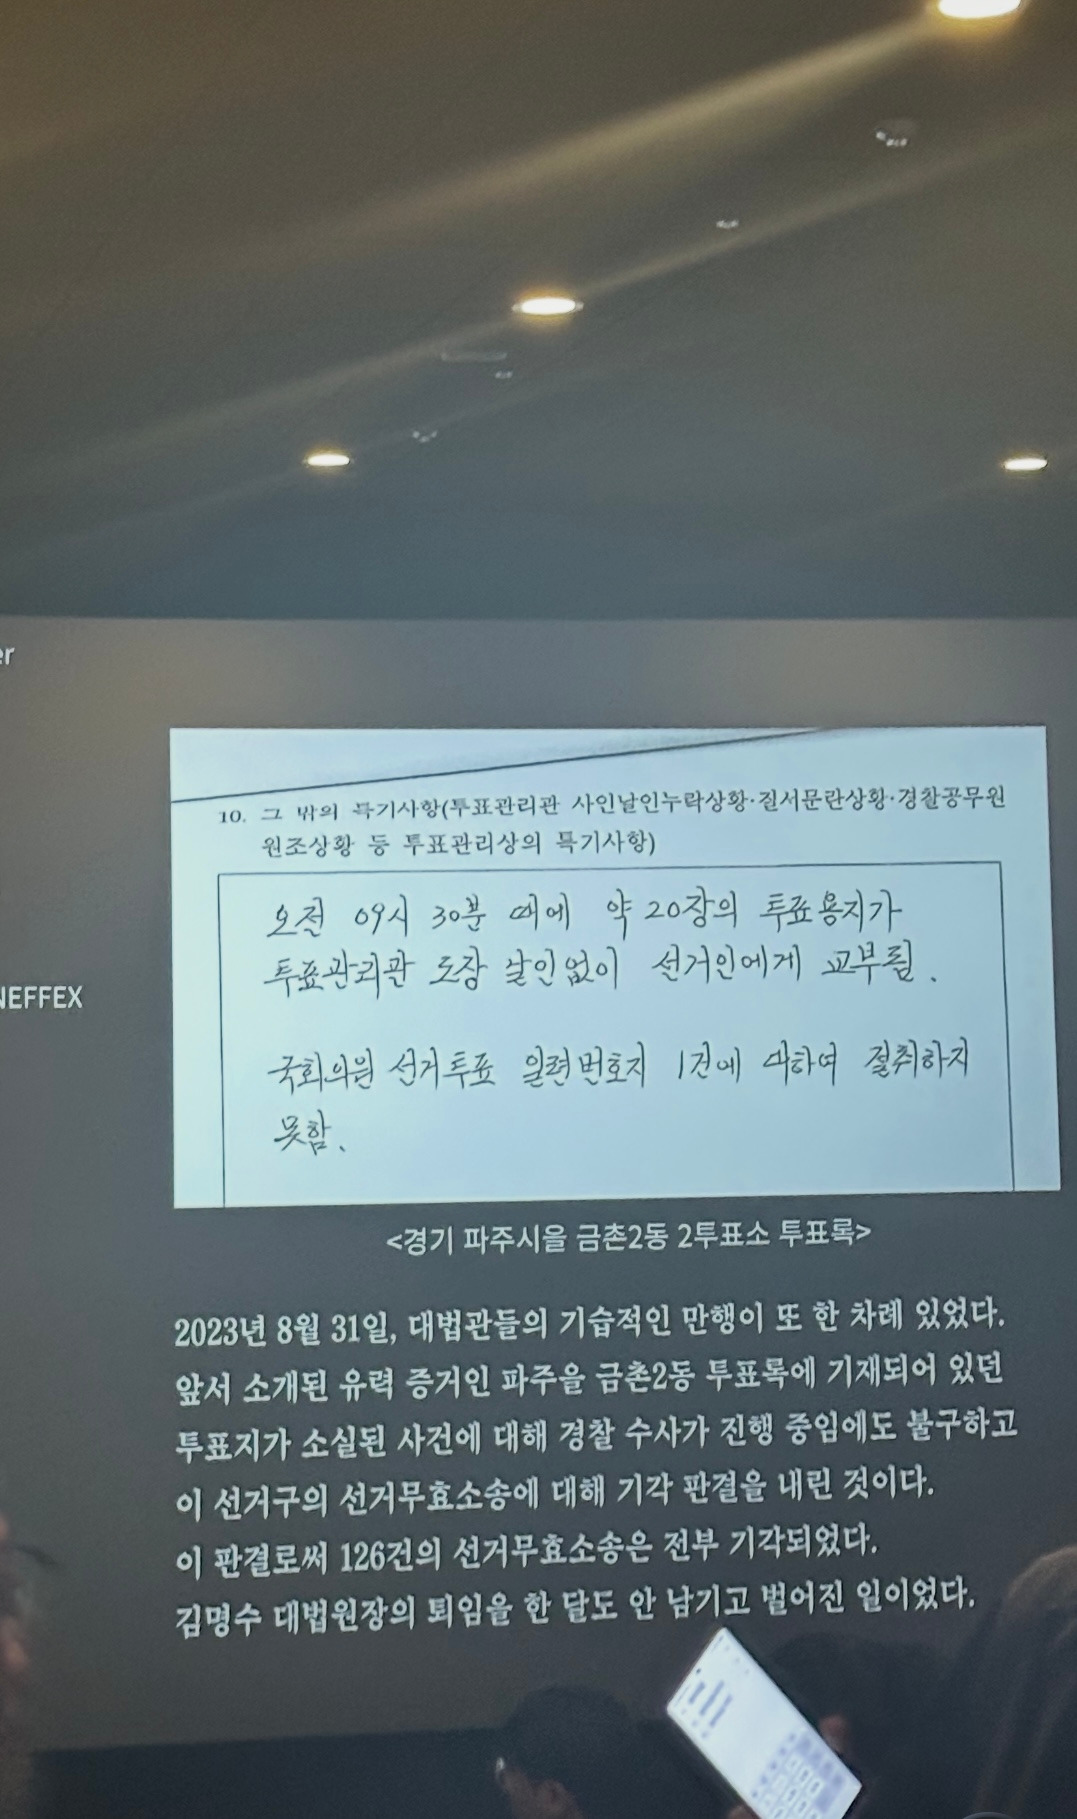 er
10. 그 밖의 특기사항(투표관리관 사인날인누락상황·질서문란상황·경찰공무원
원조상황 등 투표관리상의 특기사항)
오전 09시 30분 때에 약 20장의 투표용지가
투표관리관 도장 날인없이 선거인에게 교부됨.
NEFFEX
국회의원 선거투표 일련번호지 1건에 대하여 절취하지
못함.
<경기 파주시을 금촌2동 2투표소 투표록>
2023년 8월 31일, 대법관들의 기습적인 만행이 또 한 차례 있었다.
앞서 소개된 유력 증거인 파주을 금촌2동 투표록에 기재되어 있던
투표지가 소실된 사건에 대해 경찰 수사가 진행 중임에도 불구하고
이 선거구의 선거무효소송에 대해 기각 판결을 내린 것이다.
이 판결로써 126건의 선거무효소송은 전부 기각되었다.
김명수 대법원장의 퇴임을 한 달도 안 남기고 벌어진 일이었다.